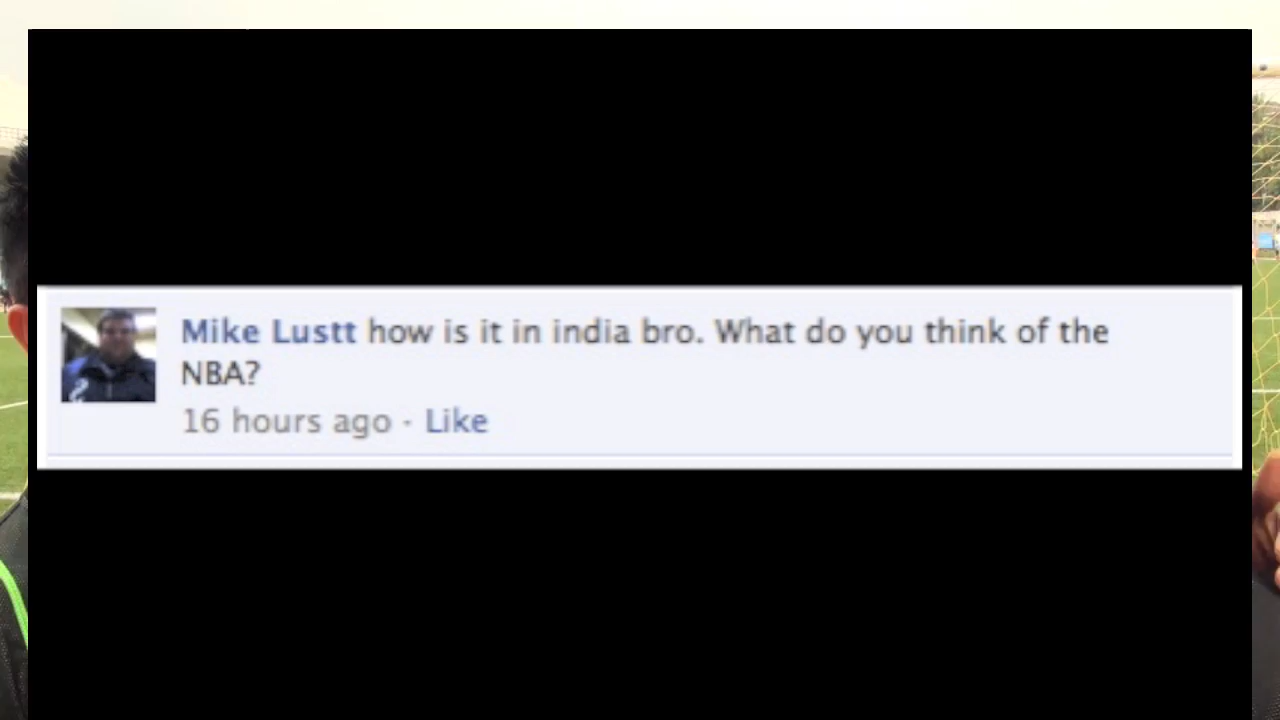 Mike Lustt how is it in india bro. What do you think of the
NBA?
16 hours ago · Like